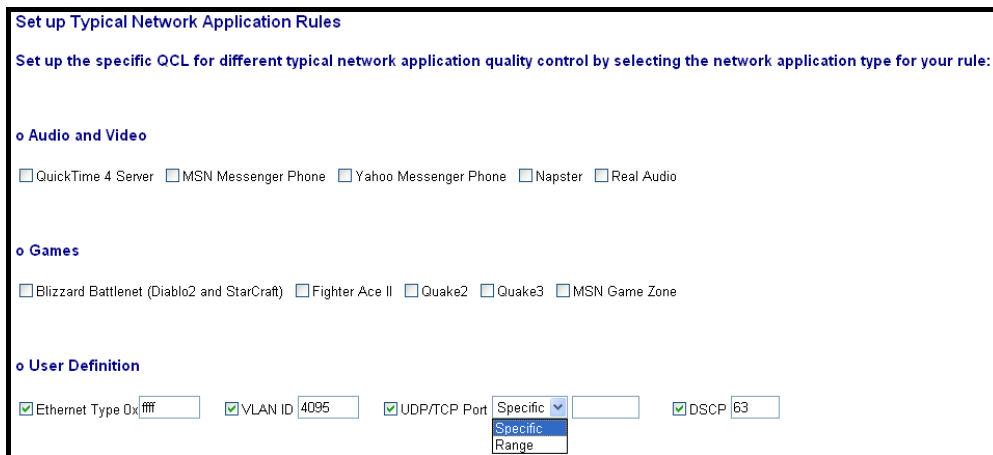 Set up Typical Network Application Rules
Set up the specific QCL for different typical network application quality control by selecting the network application type for your rule:
o Audio and Video
QuickTime 4 Server MSN Messenger Phone Yahoo Messenger Phone Napster Real Audio
o Games
Blizzard Battlenet (Diablo2 and StarCraft) Fighter Ace II Quake2 Quake3 MSN Game Zone
o User Definition
Ethernet Type 0x ffff VLAN ID 4095 UDP/TCP Port Specific DSCP 63
Specific
Range